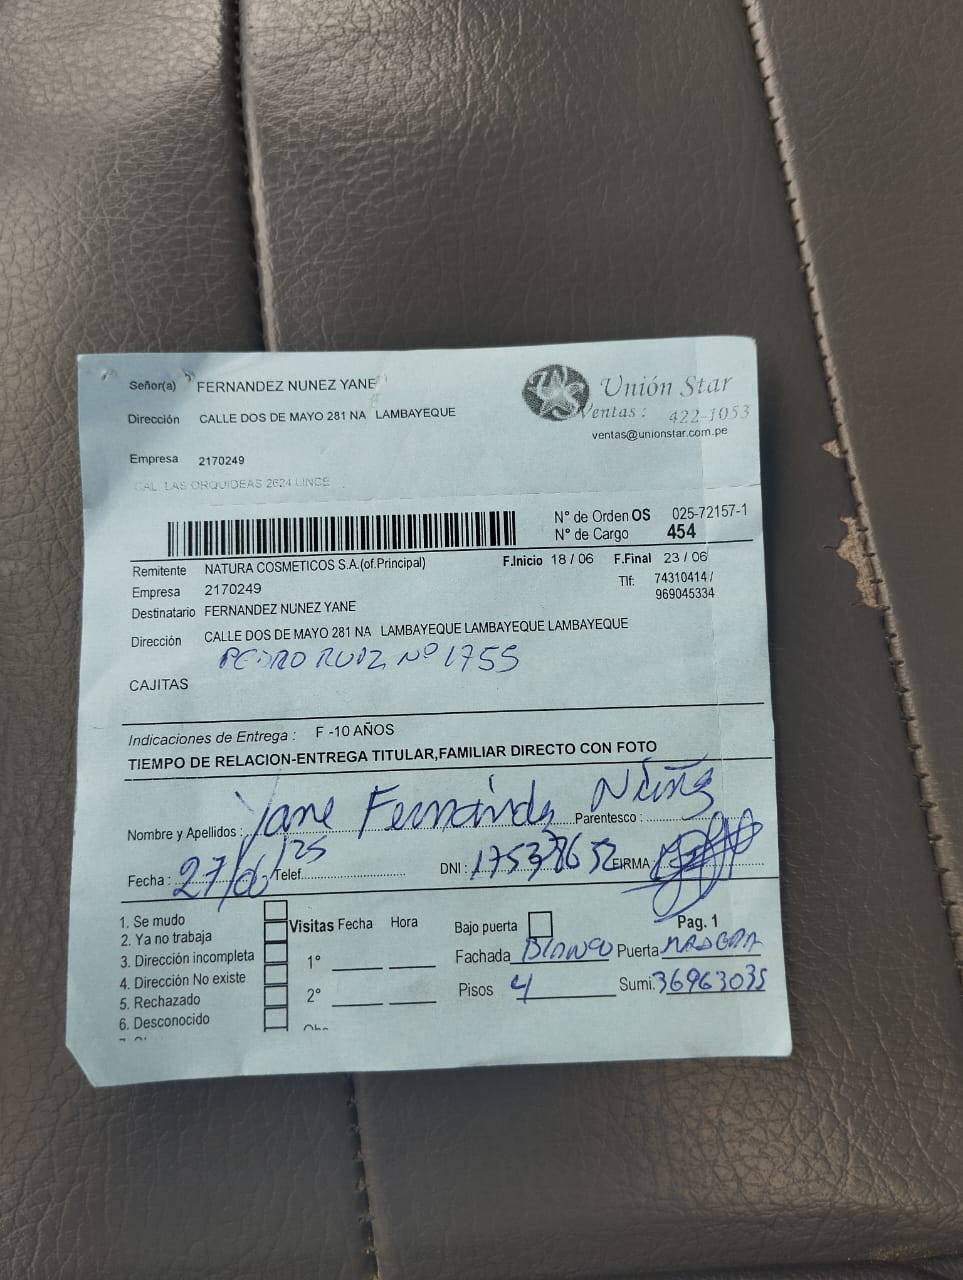 Señor(a) FERNANDEZ NUNEZ YANE
Unión Star
Dirección CALLE DOS DE MAYO 281 NA LAMBAYEQUE
Ventas : 422-1053
ventas@unionstar.com.pe
Empresa 2170249
CAL. LAS ORQUIDEAS 2624 LINCE
N° de Orden OS 025-72157-1
N° de Cargo 454
Remitente NATURA COSMETICOS S.A.(of.Principal) F.Inicio 18 / 06 F.Final 23 / 06
Empresa 2170249 Tlf: 74310414 /
969045334
Destinatario FERNANDEZ NUNEZ YANE
Dirección CALLE DOS DE MAYO 281 NA LAMBAYEQUE LAMBAYEQUE LAMBAYEQUE
PEDRO RUIZ Nº 1755
CAJITAS
Indicaciones de Entrega : F -10 AÑOS
TIEMPO DE RELACION-ENTREGA TITULAR,FAMILIAR DIRECTO CON FOTO
Nombre y Apellidos : Yane Fernández Núñez Parentesco :
Fecha : 27/06/25 Telef. DNI : FIRMA
1. Se mudo
2. Ya no trabaja
3. Dirección incompleta
4. Dirección No existe
5. Rechazado
6. Desconocido
Visitas Fecha Hora
1°
2°
Bajo puerta Pag. 1
Fachada BLANCO Puerta
Pisos 4 Sumi. 36963035